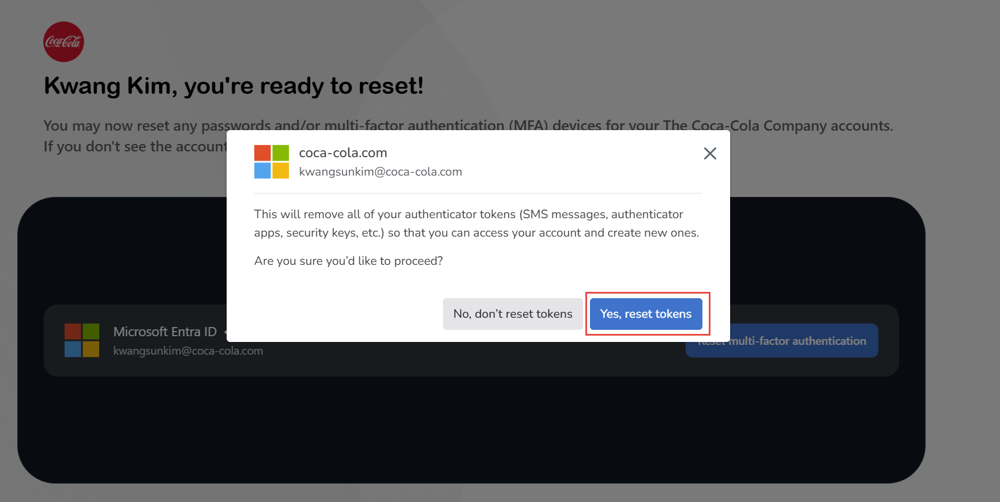 Coca-Cola
Kwang Kim, you're ready to reset!
You may now reset any passwords and/or multi-factor authentication (MFA) devices for your The Coca-Cola Company accounts.
If you don't see the account
coca-cola.com
kwangsunkim@coca-cola.com
This will remove all of your authenticator tokens (SMS messages, authenticator
apps, security keys, etc.) so that you can access your account and create new ones.
Are you sure you’d like to proceed?
No, don’t reset tokens
Yes, reset tokens
Microsoft Entra ID •
kwangsunkim@coca-cola.com
Reset multi-factor authentication